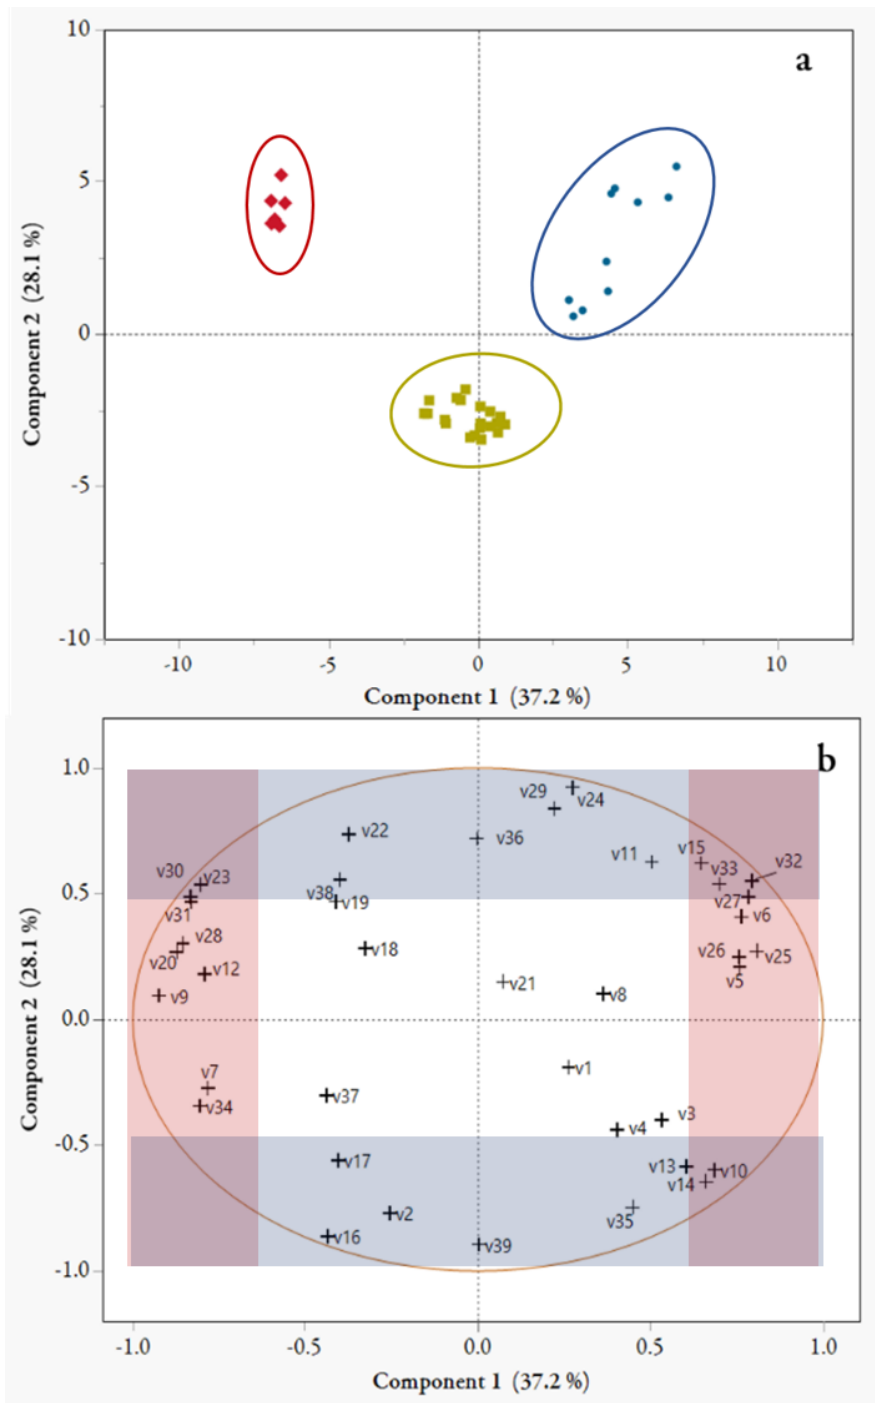 10
a
5
0
-5
-10
Component 2 (28.1 %)
-10 -5 0 5 10
Component 1 (37.2 %)
b
1.0
v29
v24
v22
v36
v15
v11
v32
v33
v30
v23
0.5
v38
v19
v27
v6
v31
v28
v18
v26
v25
v20
v12
v21
v5
v9
v8
0.0
v1
v7
v37
v34
v3
v4
-0.5
v17
v13
v10
v14
v2
v35
v16
v39
-1.0
Component 2 (28.1 %)
-1.0 -0.5 0.0 0.5 1.0
Component 1 (37.2 %)